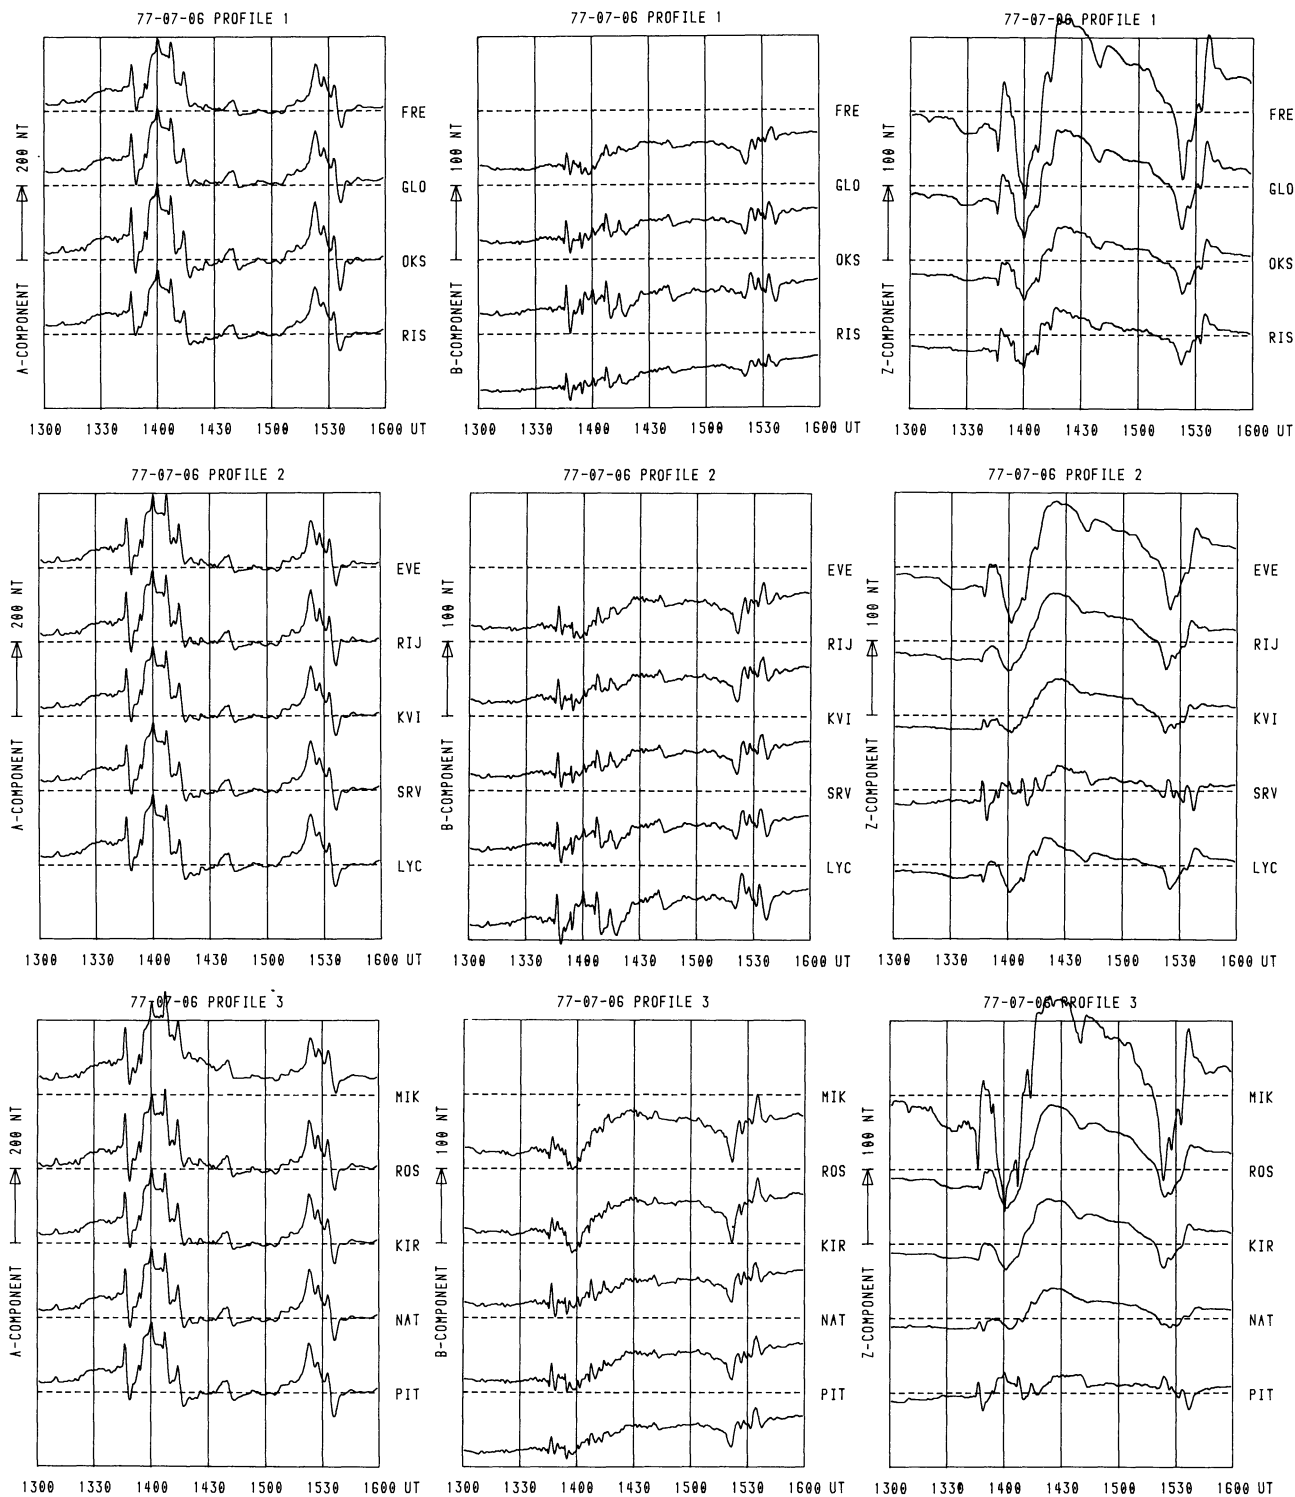 77-07-06 PROFILE 1
A-COMPONENT
200 NT
FRE
GLO
OKS
RIS
1300 1330 1400 1430 1500 1530 1600 UT
77-07-06 PROFILE 1
B-COMPONENT
100 NT
FRE
GLO
OKS
RIS
1300 1330 1400 1430 1500 1530 1600 UT
77-07-06 PROFILE 1
Z-COMPONENT
100 NT
FRE
GLO
OKS
RIS
1300 1330 1400 1430 1500 1530 1600 UT
77-07-06 PROFILE 2
A-COMPONENT
200 NT
EVE
RIJ
KVI
SRV
LYC
1300 1330 1400 1430 1500 1530 1600 UT
77-07-06 PROFILE 2
B-COMPONENT
100 NT
EVE
RIJ
KVI
SRV
LYC
1300 1330 1400 1430 1500 1530 1600 UT
77-07-06 PROFILE 2
Z-COMPONENT
100 NT
EVE
RIJ
KVI
SRV
LYC
1300 1330 1400 1430 1500 1530 1600 UT
77-07-06 PROFILE 3
A-COMPONENT
200 NT
MIK
ROS
KIR
NAT
PIT
1300 1330 1400 1430 1500 1530 1600 UT
77-07-06 PROFILE 3
B-COMPONENT
100 NT
MIK
ROS
KIR
NAT
PIT
1300 1330 1400 1430 1500 1530 1600 UT
77-07-06 PROFILE 3
Z-COMPONENT
100 NT
MIK
ROS
KIR
NAT
PIT
1300 1330 1400 1430 1500 1530 1600 UT